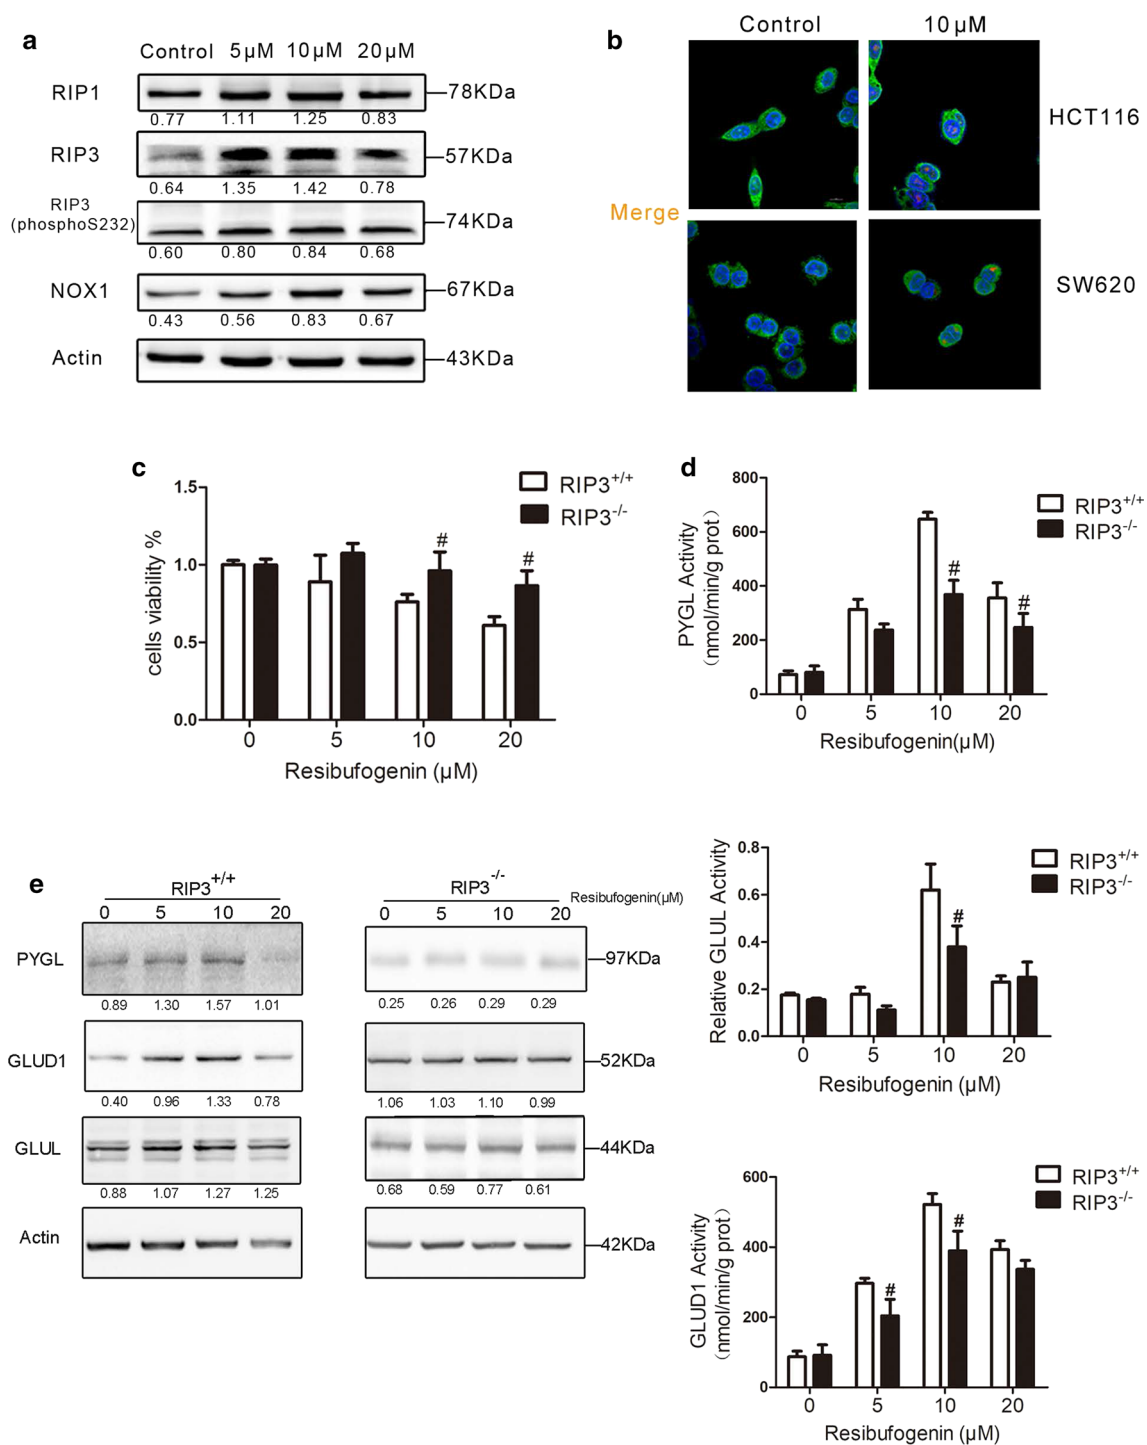 a
Control 5μM 10μM 20μM
RIP1 78KDa
0.77 1.11 1.25 0.83
RIP3 57KDa
0.64 1.35 1.42 0.78
RIP3
(phosphoS232) 74KDa
0.60 0.80 0.84 0.68
NOX1 67KDa
0.43 0.56 0.83 0.67
Actin 43KDa
b
Control 10μM
HCT116
Merge
SW620
c
1.5
1.0
0.5
0.0
cells viability %
RIP3+/+
RIP3-/-
# #
0 5 10 20
Resibufogenin (μM)
d
800
600
400
200
0
PYGL Activity
(nmol/min/g prot)
RIP3+/+
RIP3-/-
# #
0 5 10 20
Resibufogenin(μM)
0.8
0.6
0.4
0.2
0.0
Relative GLUL Activity
RIP3+/+
RIP3-/-
#
0 5 10 20
Resibufogenin (μM)
600
400
200
0
GLUD1 Activity
(nmol/min/g prot)
RIP3+/+
RIP3-/-
# #
0 5 10 20
Resibufogenin (μM)
e
RIP3+/+ RIP3-/- Resibufogenin(μM)
0 5 10 20 0 5 10 20
PYGL 97KDa
0.89 1.30 1.57 1.01 0.25 0.26 0.29 0.29
GLUD1 52KDa
0.40 0.96 1.33 0.78 1.06 1.03 1.10 0.99
GLUL 44KDa
0.88 1.07 1.27 1.25 0.68 0.59 0.77 0.61
Actin 42KDa